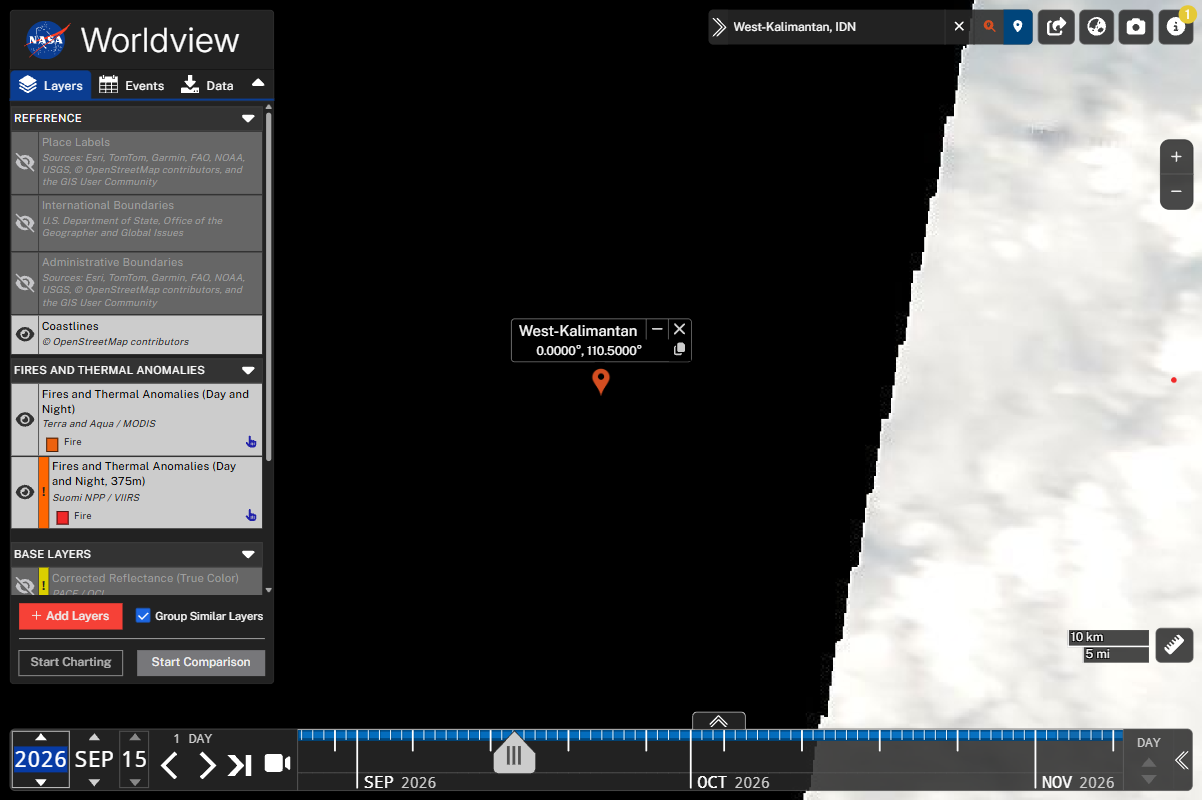 NASA
Worldview
West-Kalimantan, IDN
1
Layers
Events
Data
REFERENCE
Place Labels
Sources: Esri, TomTom, Garmin, FAO, NOAA,
USGS, © OpenStreetMap contributors, and
the GIS User Community
International Boundaries
U.S. Department of State, Office of the
Geographer and Global Issues
Administrative Boundaries
Sources: Esri, TomTom, Garmin, FAO, NOAA,
USGS, © OpenStreetMap contributors, and
the GIS User Community
Coastlines
© OpenStreetMap contributors
FIRES AND THERMAL ANOMALIES
Fires and Thermal Anomalies (Day and
Night)
Terra and Aqua / MODIS
Fire
Fires and Thermal Anomalies (Day
and Night, 375m)
!
Suomi NPP / VIIRS
Fire
BASE LAYERS
Corrected Reflectance (True Color)
!
PACE / OCI
+ Add Layers
Group Similar Layers
Start Charting
Start Comparison
West-Kalimantan
0.0000°, 110.5000°
10 km
5 mi
2026
SEP
15
1 DAY
SEP 2026
OCT 2026
NOV 2026
DAY